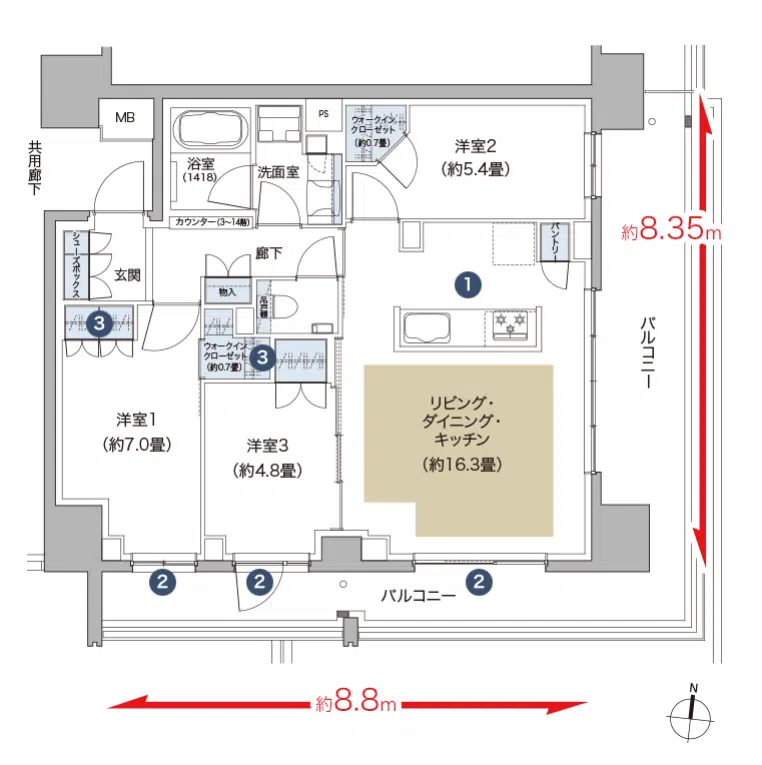 MB
共用廊下
浴室
(1418)
洗面室
PS
ウォークイン
クローゼット
(約0.7畳)
洋室2
(約5.4畳)
カウンター(3〜14階)
シューズボックス
玄関
廊下
物入
吊戸棚
パントリー
1
約8.35m
バルコニー
3
ウォークイン
クローゼット
(約0.7畳)
3
洋室1
(約7.0畳)
洋室3
(約4.8畳)
リビング・
ダイニング・
キッチン
(約16.3畳)
2
2
2
バルコニー
約8.8m
N